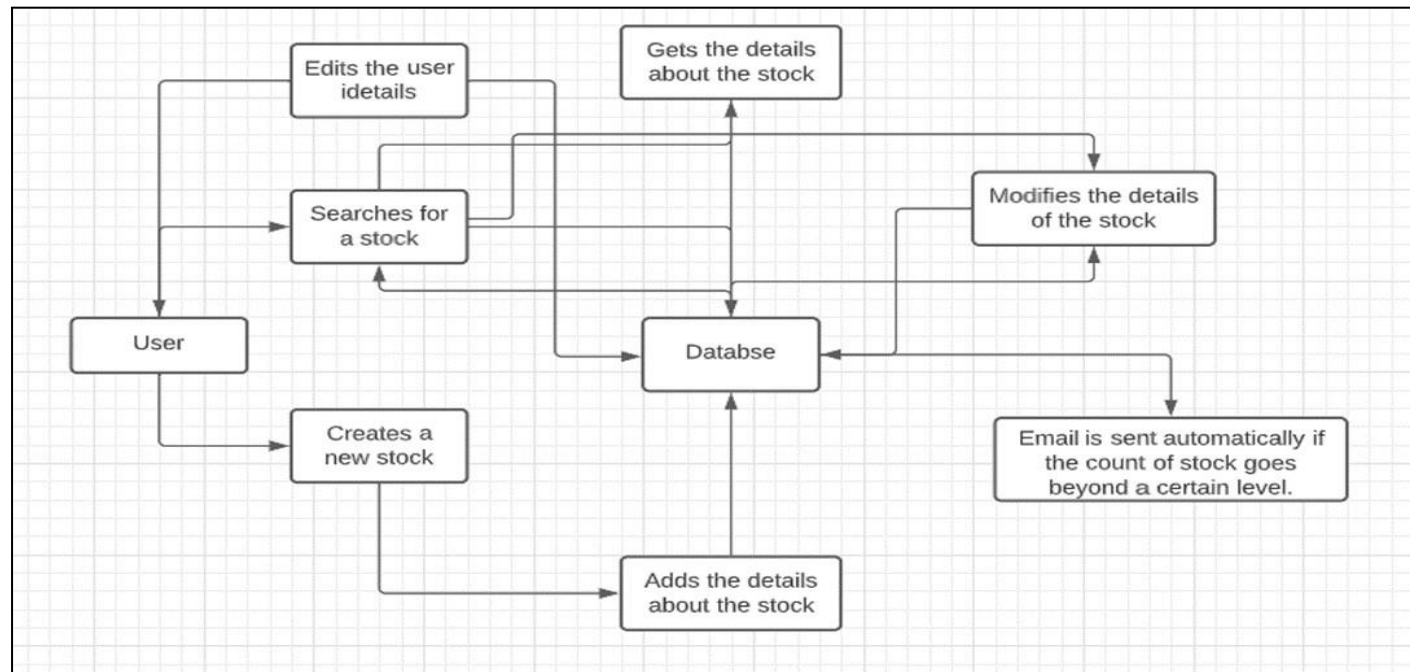 Edits the user
idetails
Gets the details
about the stock
Searches for
a stock
Modifies the details
of the stock
User
Databse
Creates a
new stock
Email is sent automatically if
the count of stock goes
beyond a certain level.
Adds the details
about the stock